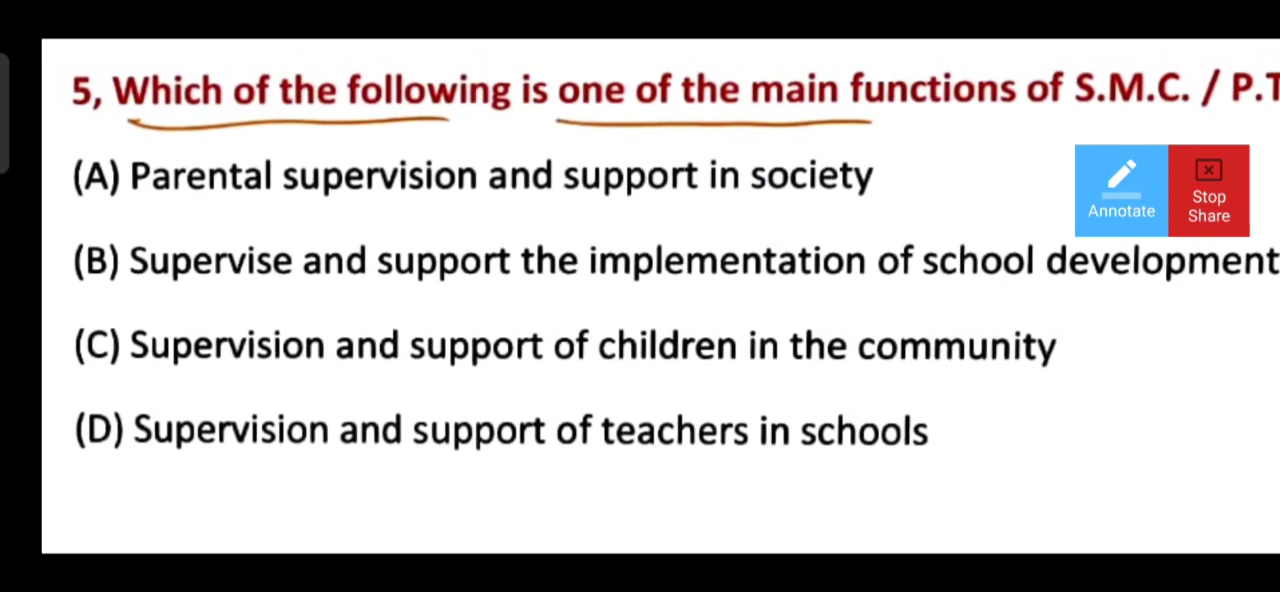 5, Which of the following is one of the main functions of S.M.C. / P.T
(A) Parental supervision and support in society
Annotate
Stop
Share
(B) Supervise and support the implementation of school development
(C) Supervision and support of children in the community
(D) Supervision and support of teachers in schools